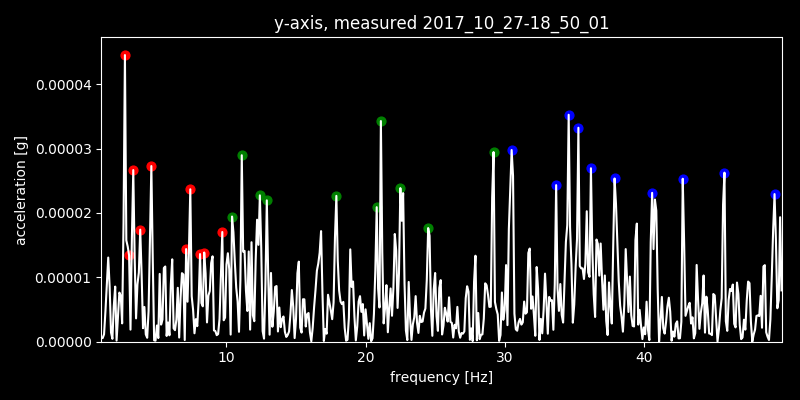 y-axis, measured 2017_10_27-18_50_01
acceleration [g]
0.00004
0.00003
0.00002
0.00001
0.00000
10 20 30 40
frequency [Hz]